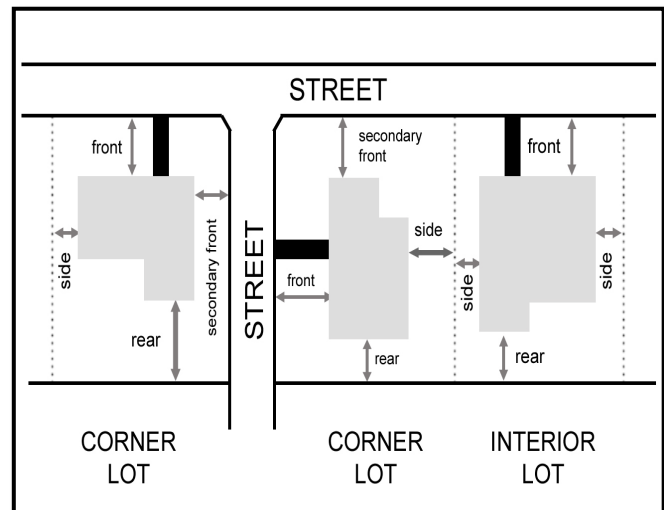 STREET
front
side
secondary front
rear
STREET
secondary
front
side
front
rear
front
side
side
rear
CORNER
LOT
CORNER
LOT
INTERIOR
LOT